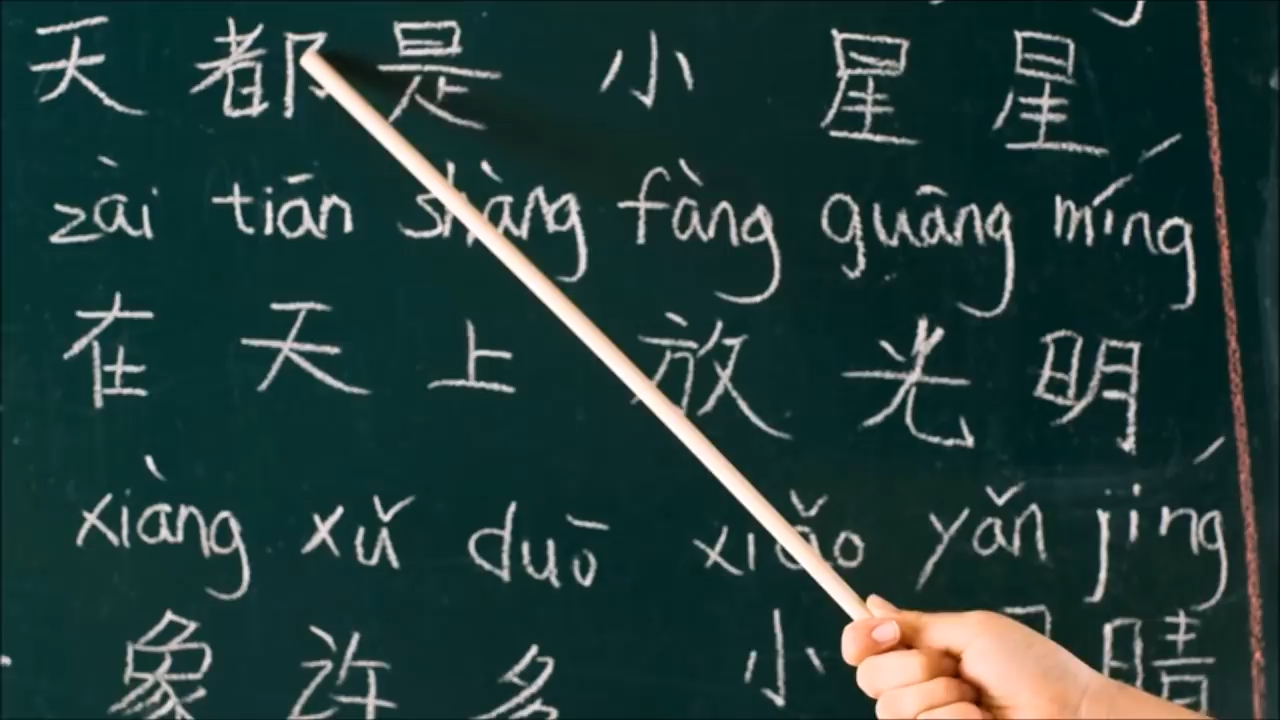 天都是小星星
zài tiān shàng fàng guāng míng
在天上放光明
xiàng xǔ duō xiǎo yǎn jing
象许多小睛